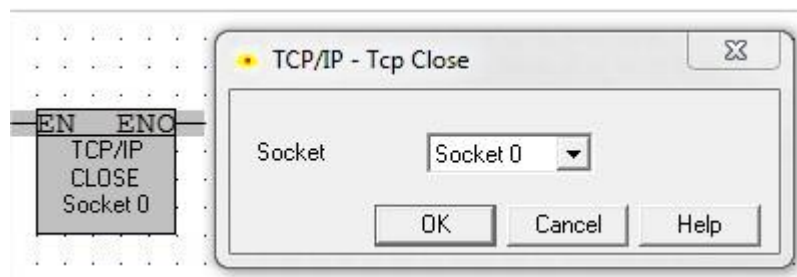 EN ENO
TCP/IP
CLOSE
Socket 0
TCP/IP - Tcp Close
Socket
Socket 0
OK Cancel Help